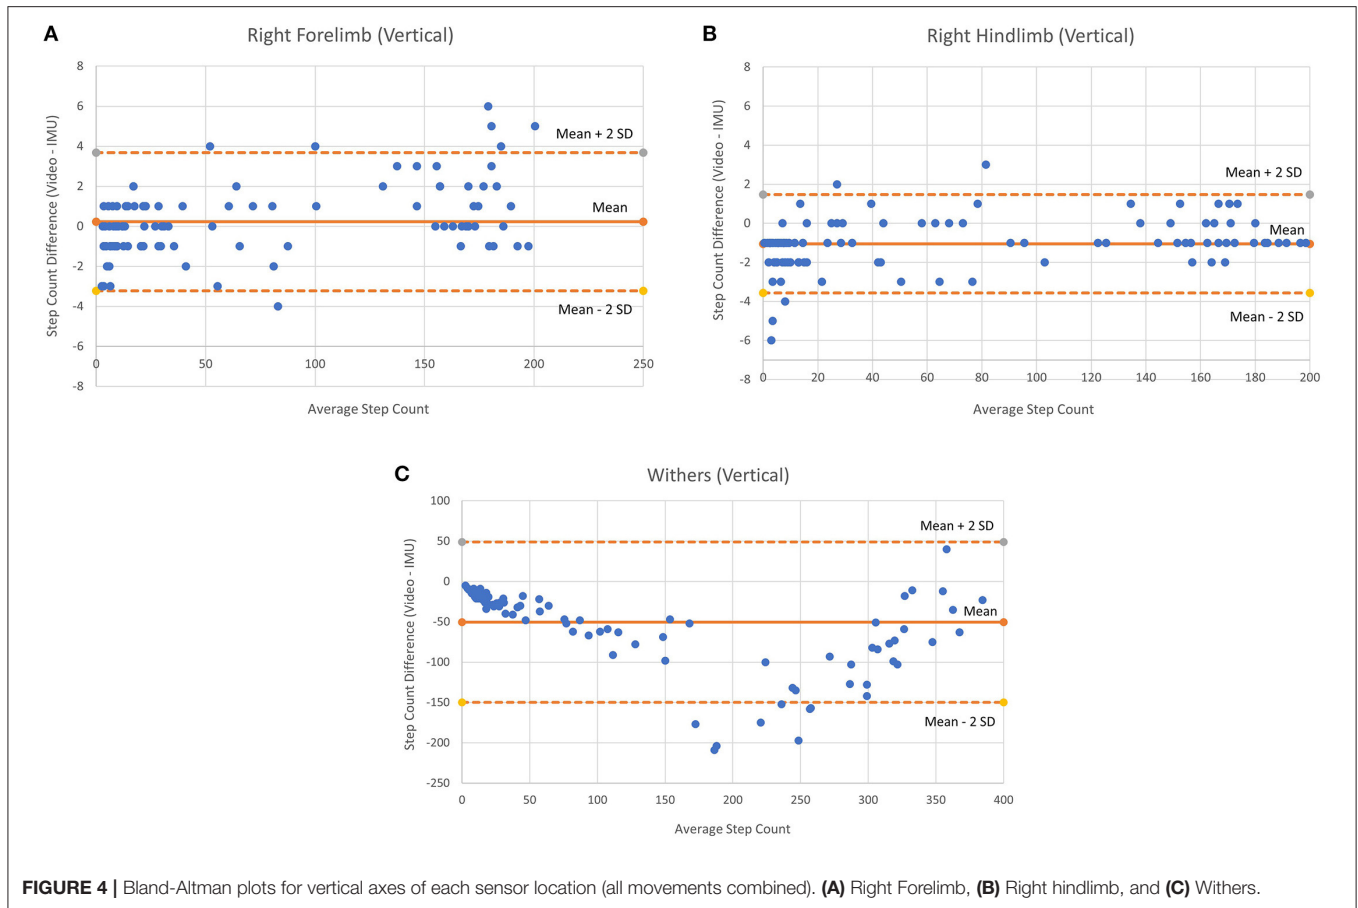 A
Right Forelimb (Vertical)
8
6
4
2
0
-2
-4
-6
-8
0
50
100
150
200
250
Step Count Difference (Video - IMU)
Average Step Count
Mean + 2 SD
Mean
Mean - 2 SD
B
Right Hindlimb (Vertical)
8
6
4
2
0
-2
-4
-6
-8
0
20
40
60
80
100
120
140
160
180
200
Step Count Difference (Video - IMU)
Average Step Count
Mean + 2 SD
Mean
Mean - 2 SD
C
Withers (Vertical)
100
50
0
-50
-100
-150
-200
-250
0
50
100
150
200
250
300
350
400
Step Count Difference (Video - IMU)
Average Step Count
Mean + 2 SD
Mean
Mean - 2 SD
FIGURE 4 | Bland-Altman plots for vertical axes of each sensor location (all movements combined). (A) Right Forelimb, (B) Right hindlimb, and (C) Withers.